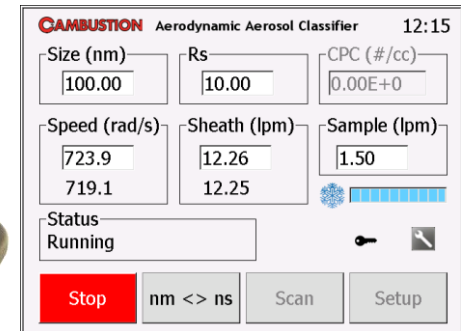 CAMBUSTION Aerodynamic Aerosol Classifier 12:15
Size (nm) Rs CPC (#/cc)
100.00 10.00 0.00E+0
Speed (rad/s) Sheath (lpm) Sample (lpm)
723.9 12.26 1.50
719.1 12.25
Status
Running
Stop nm <> ns Scan Setup